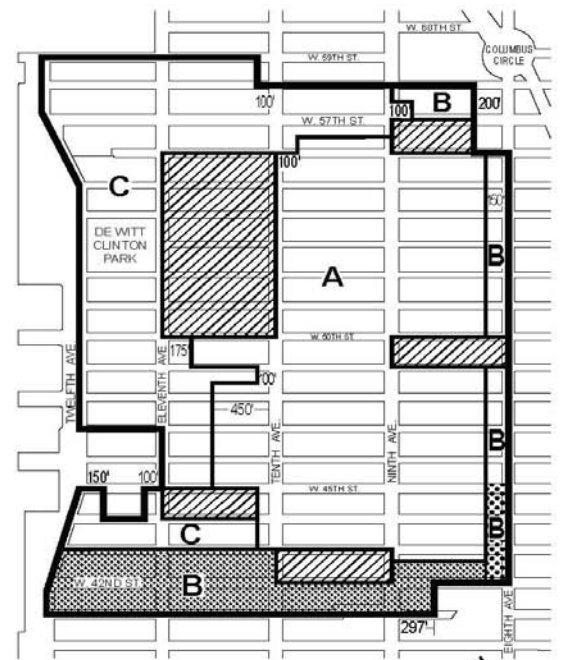 W. 60TH ST.
COLUMBUS
CIRCLE
W. 59TH ST.
100'
B
200'
100'
W. 57TH ST.
100'
C
150'
DE WITT
CLINTON
PARK
B
A
W. 50TH ST.
175'
TWELFTH AVE
ELEVENTH AVE.
100'
450'
TENTH AVE.
NINTH AVE.
B
150'
100'
W. 45TH ST.
B
C
W. 42ND ST.
B
297'
EIGHTH AVE